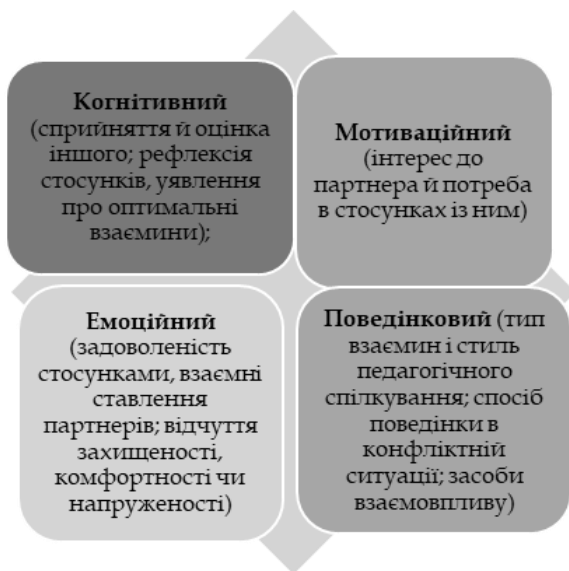 Когнітивний
(сприйняття й оцінка
іншого; рефлексія
стосунків, уявлення
про оптимальні
взаємини);
Мотиваційний
(інтерес до
партнера й потреба
в стосунках із ним)
Емоційний
(задоволеність
стосунками, взаємні
ставлення
партнерів; відчуття
захищеності,
комфортності чи
напруженості)
Поведінковий (тип
взаємин і стиль
педагогічного
спілкування; спосіб
поведінки в
конфліктній
ситуації; засоби
взаємовпливу)